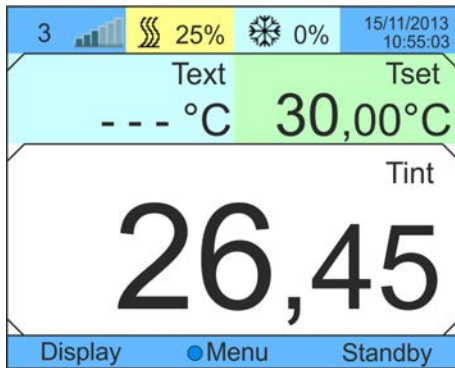 3 25% 0% 15/11/2013
10:55:03
Text Tset
- - - °C 30,00°C
Tint
26,45
Display Menu Standby